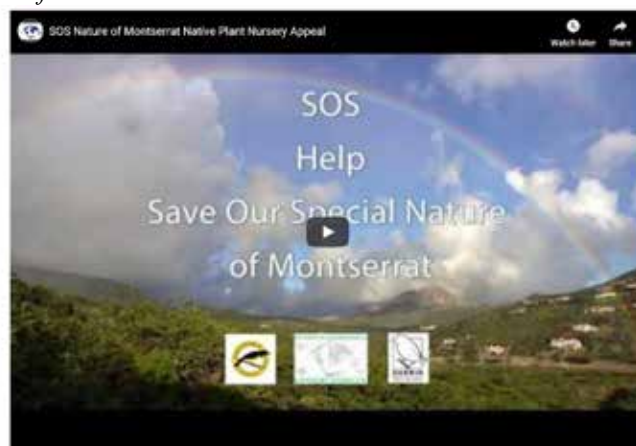 SOS Nature of Montserrat Native Plant Nursery Appeal
Watch later
Share
SOS
Help
Save Our Special Nature
of Montserrat
DARWIN